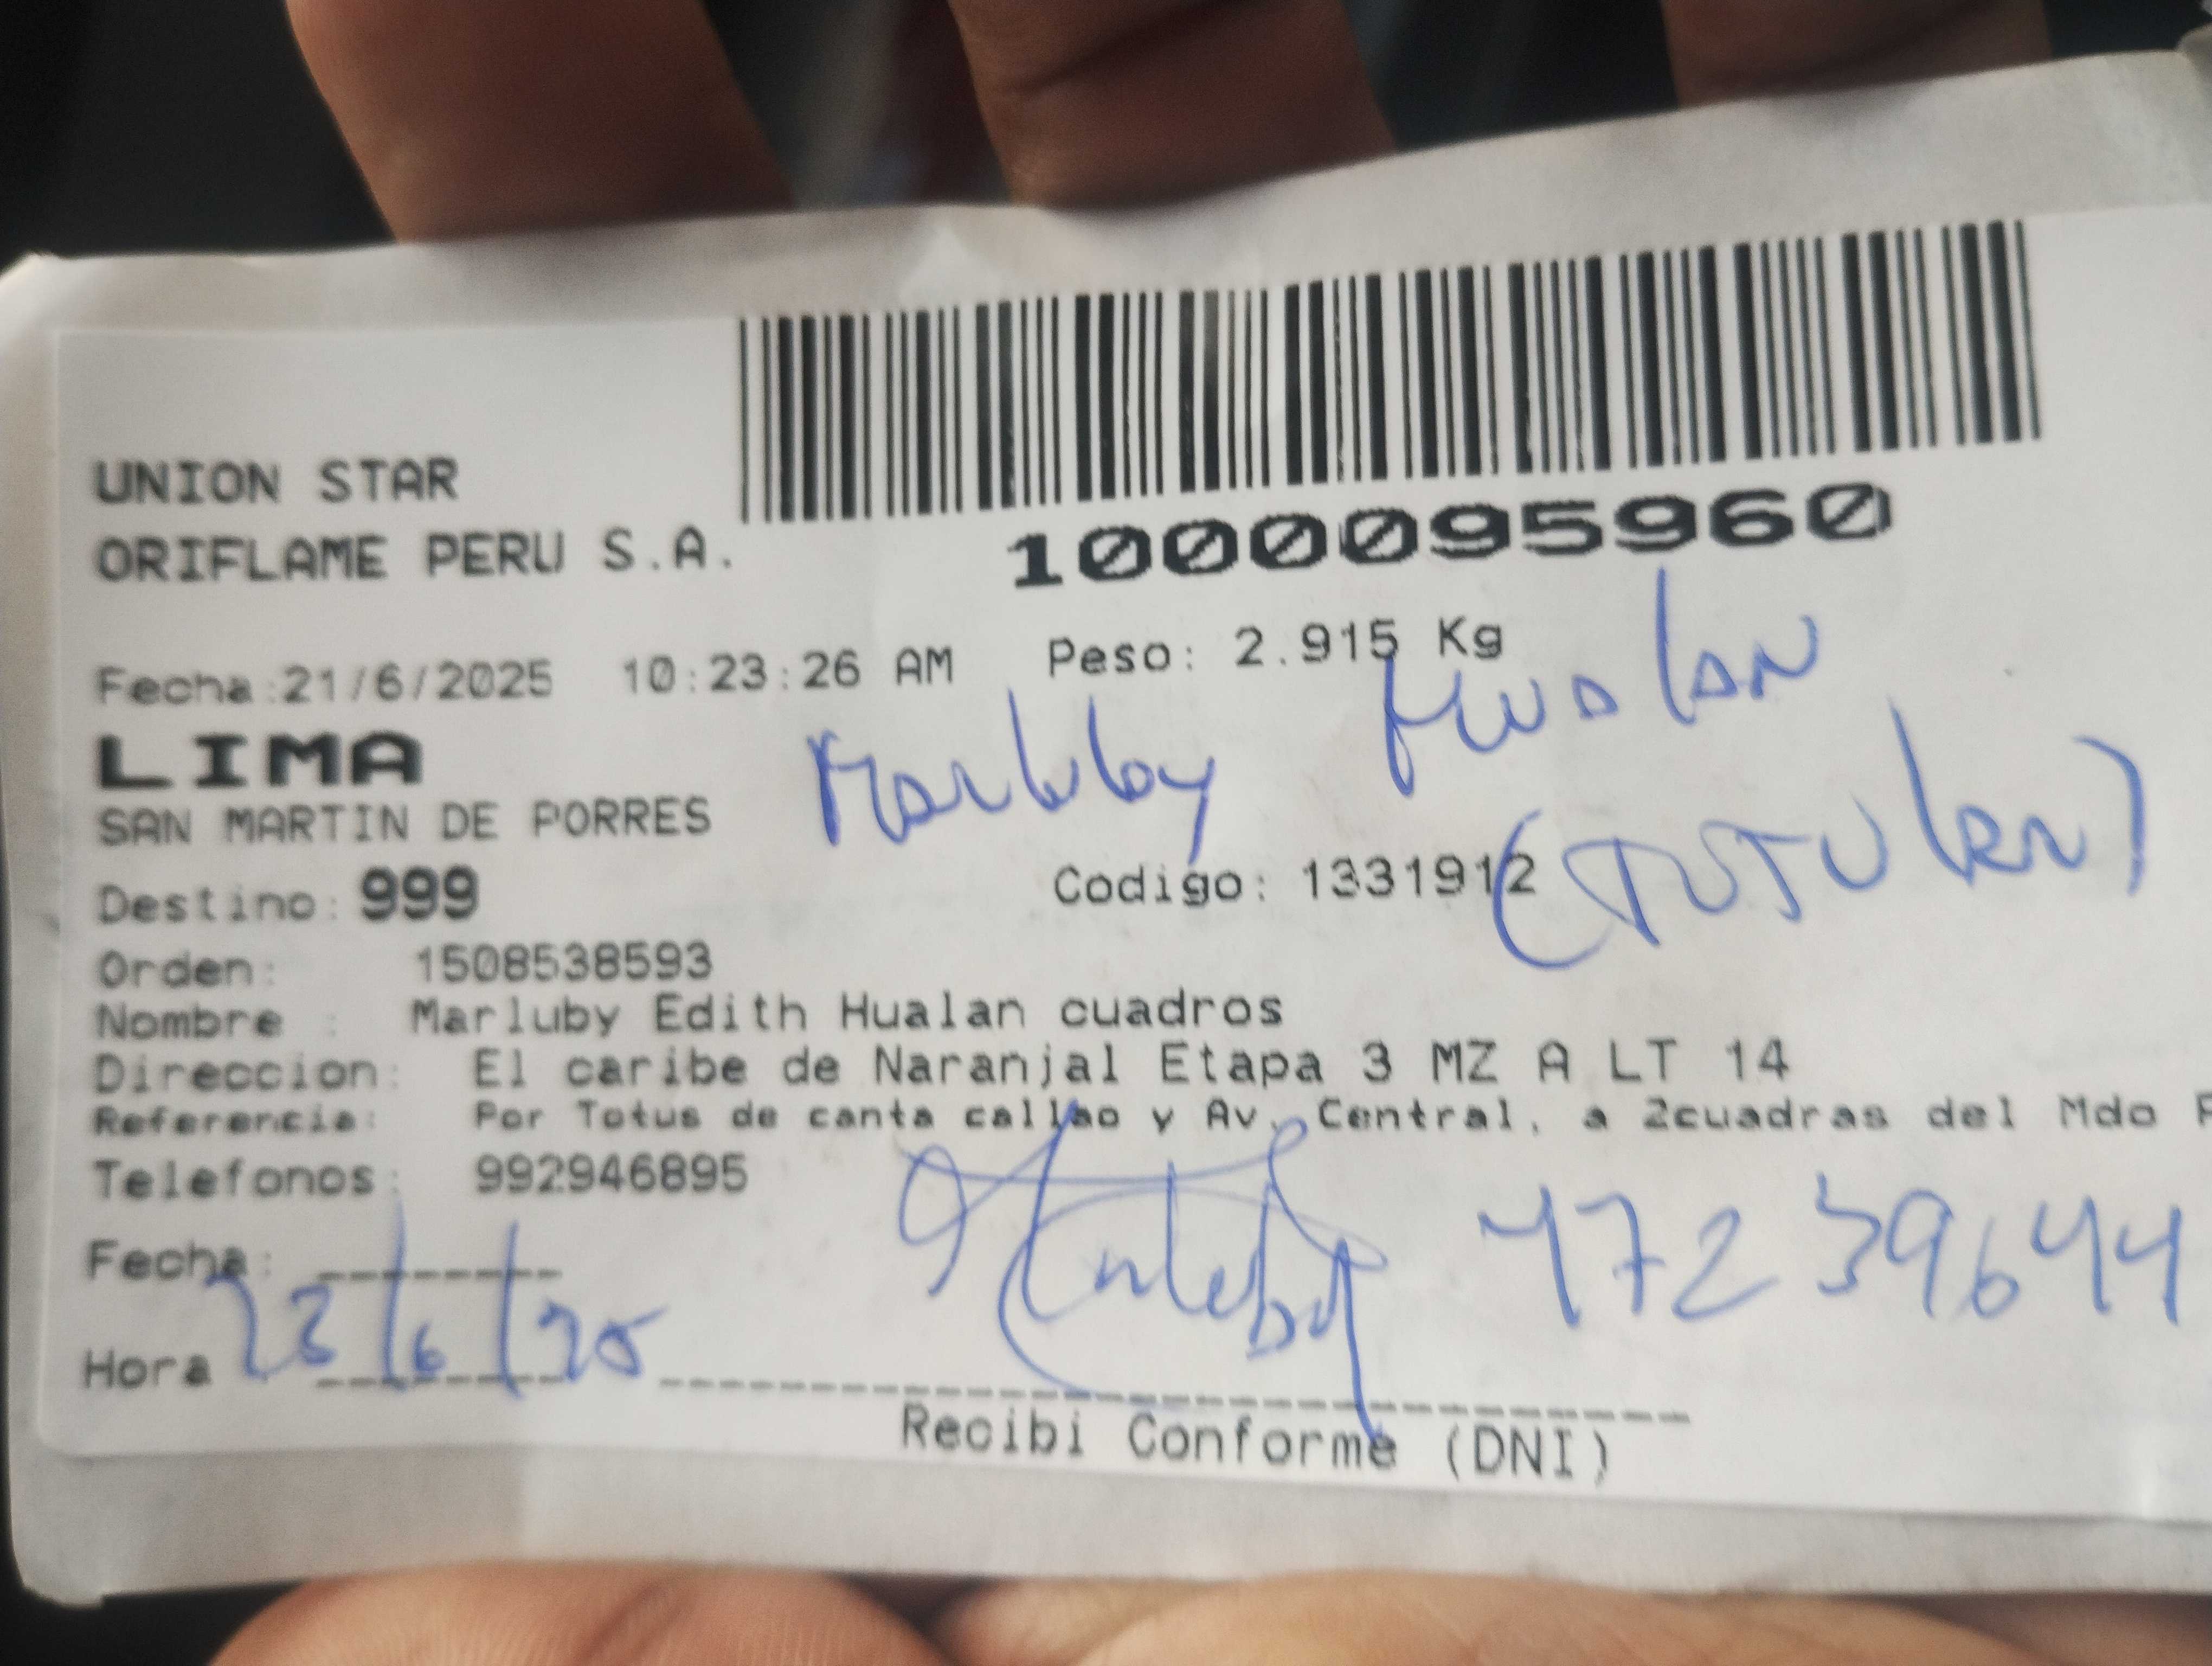 UNION STAR
ORIFLAME PERU S.A.
1000095960
Fecha:21/6/2025 10:23:26 AM Peso: 2.915 Kg
LIMA
Marluby Hualan
SAN MARTIN DE PORRES
(TUTULAR)
Destino: 999 Codigo: 1331912
Orden: 1508538593
Nombre : Marluby Edith Hualan cuadros
Direccion: El caribe de Naranjal Etapa 3 MZ A LT 14
Referencia: Por Totus de canta callao y Av. Central, a 2cuadras del Mdo
Telefonos: 992946895
47239644
Fecha:
23/6/25
Hora
Recibi Conforme (DNI)